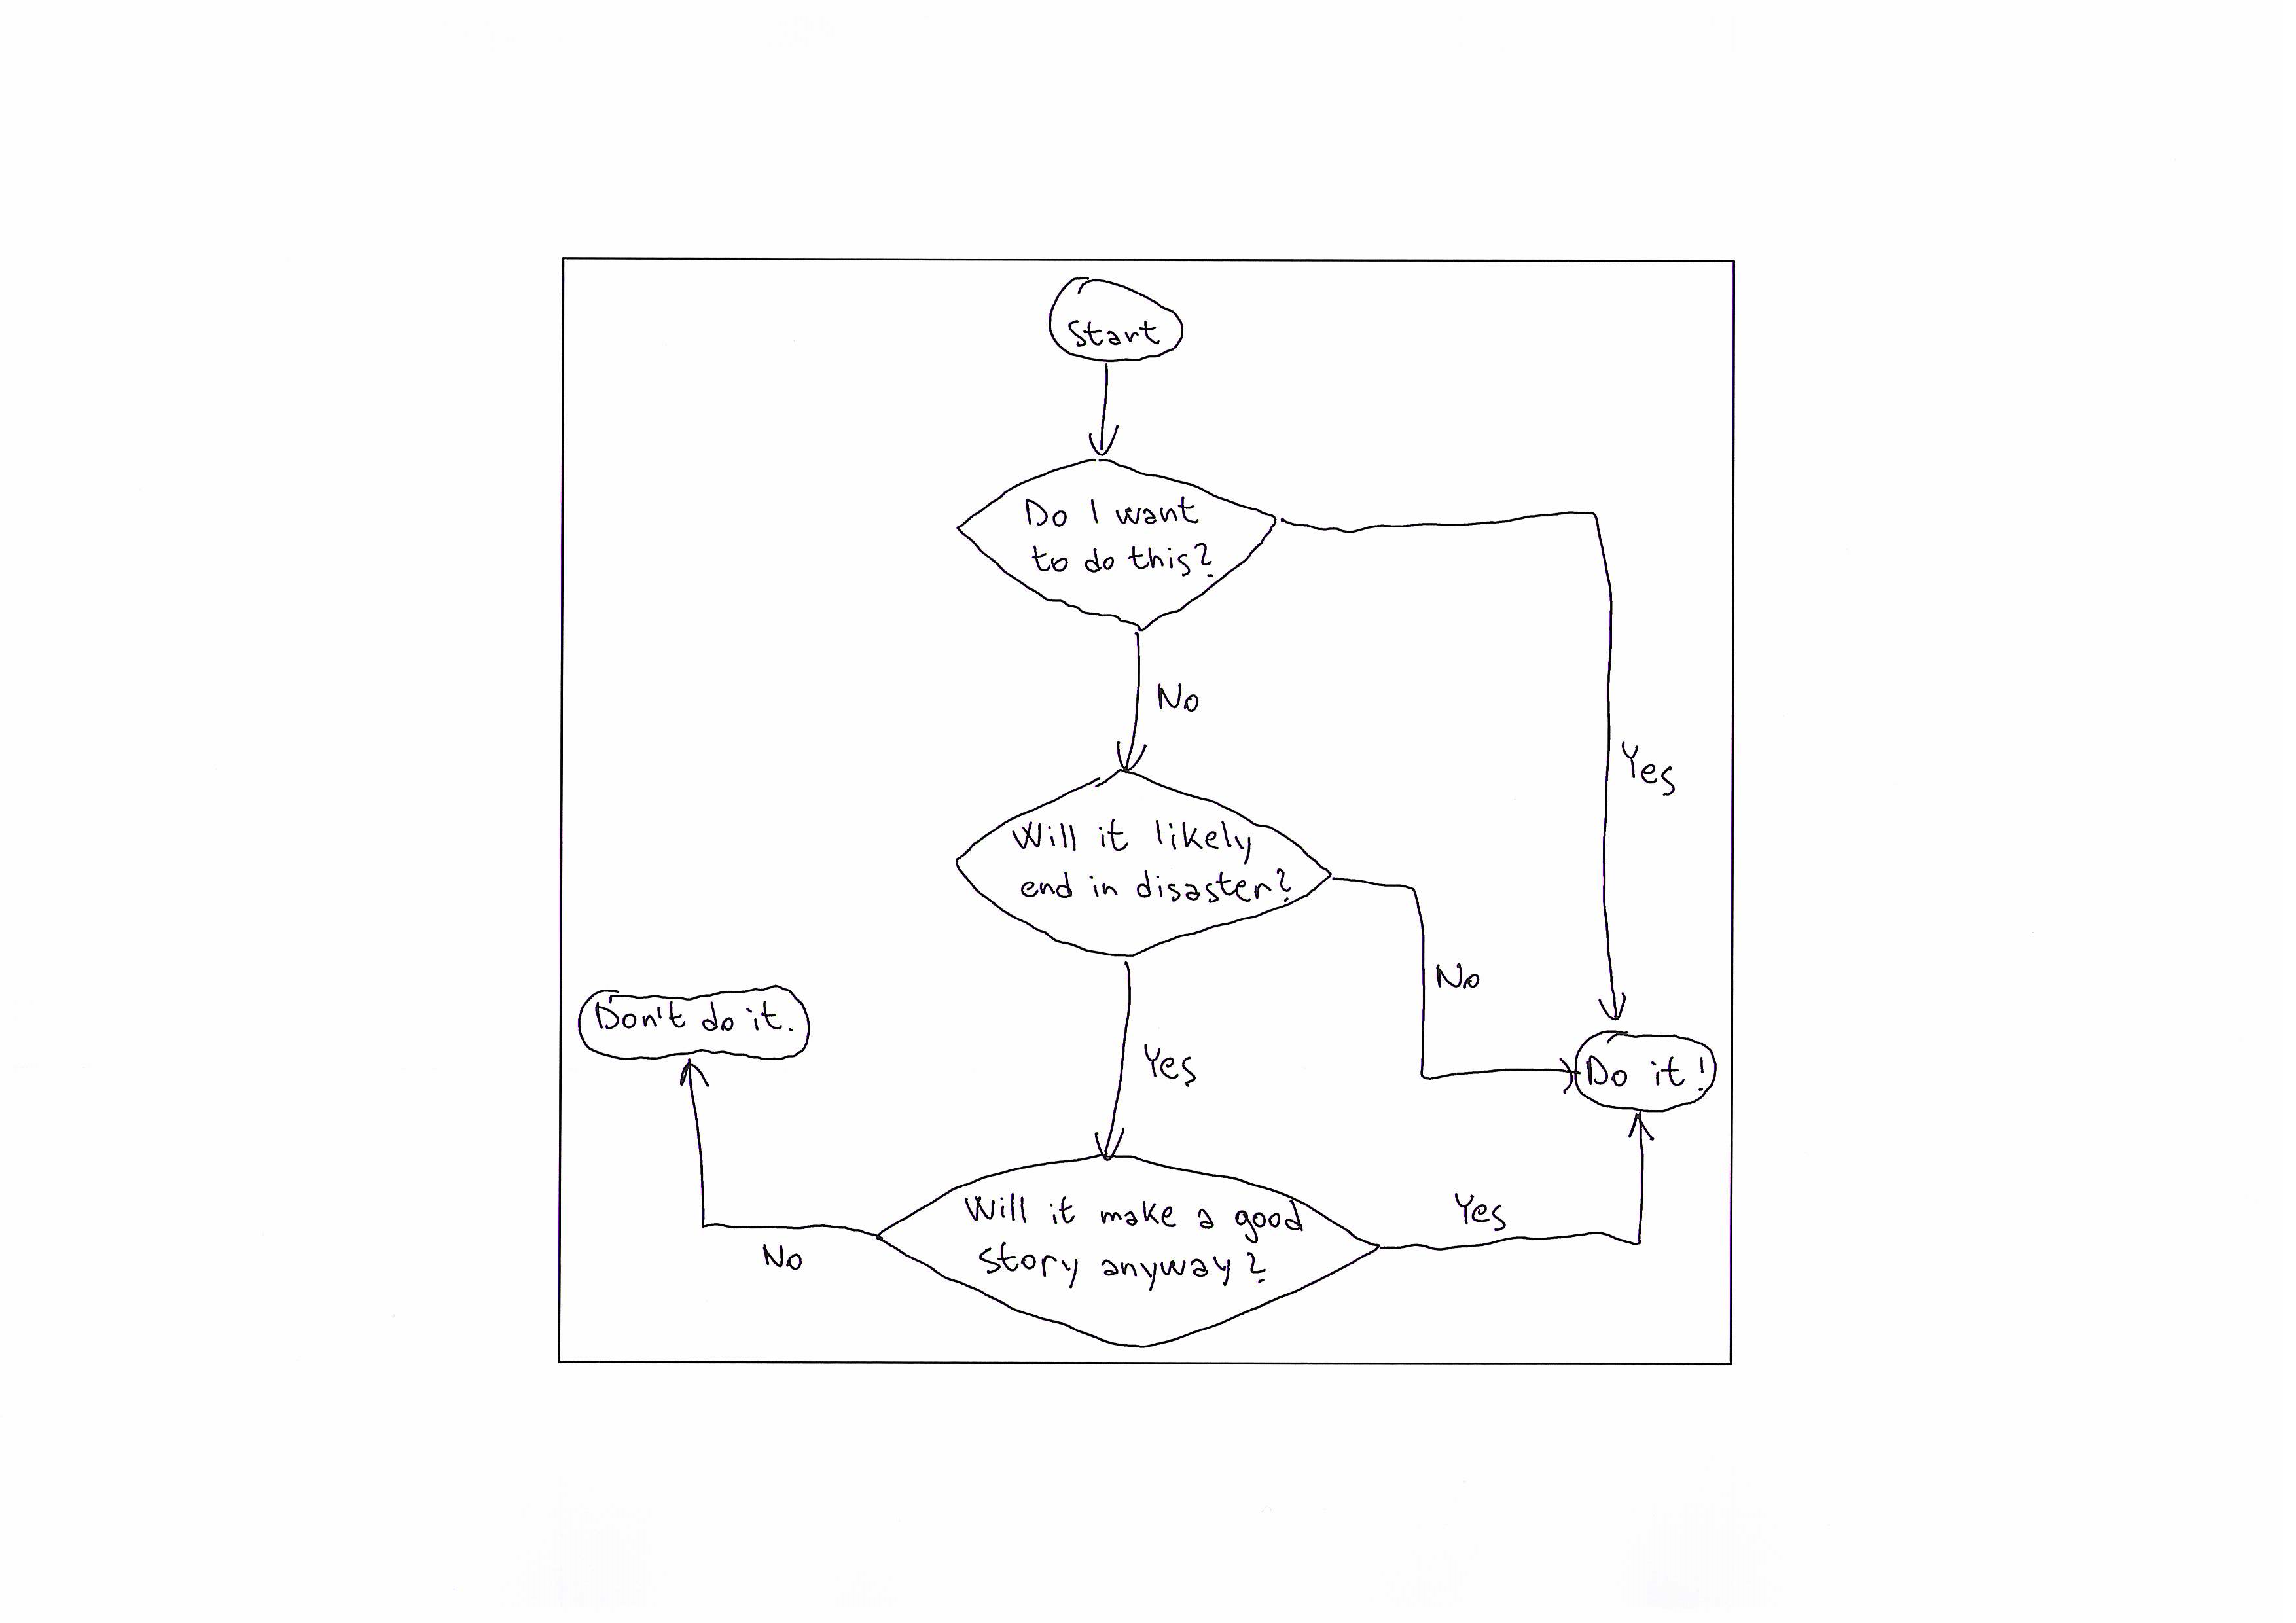 Start
Do I want
to do this?
No
Yes
Will it likely
end in disaster?
No
Don't do it.
Yes
Do it!
Will it make a good
story anyway?
Yes
No